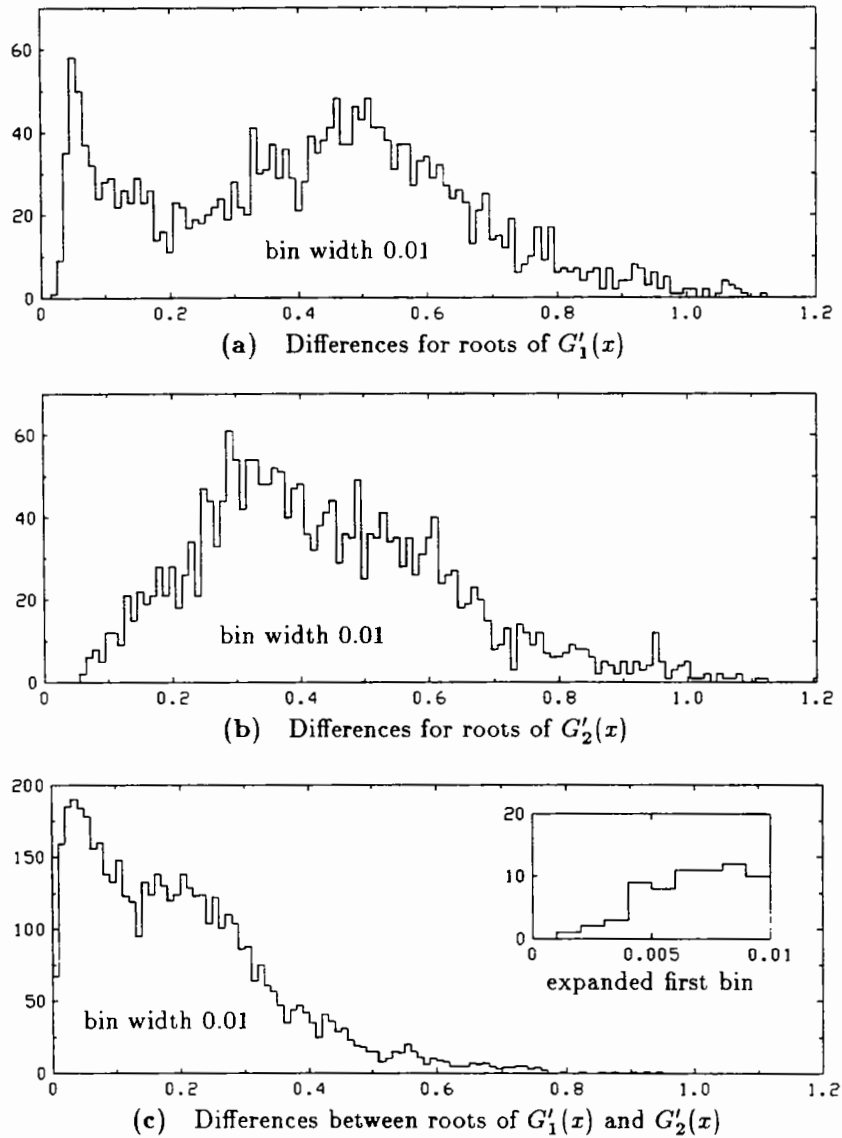 60
40
20
0
0 0.2 0.4 0.6 0.8 1.0 1.2
bin width 0.01
(a) Differences for roots of G′₁(x)
60
40
20
0
0 0.2 0.4 0.6 0.8 1.0 1.2
bin width 0.01
(b) Differences for roots of G′₂(x)
200
150
100
50
0
0 0.2 0.4 0.6 0.8 1.0 1.2
bin width 0.01
20
10
0
0 0.005 0.01
expanded first bin
(c) Differences between roots of G′₁(x) and G′₂(x)